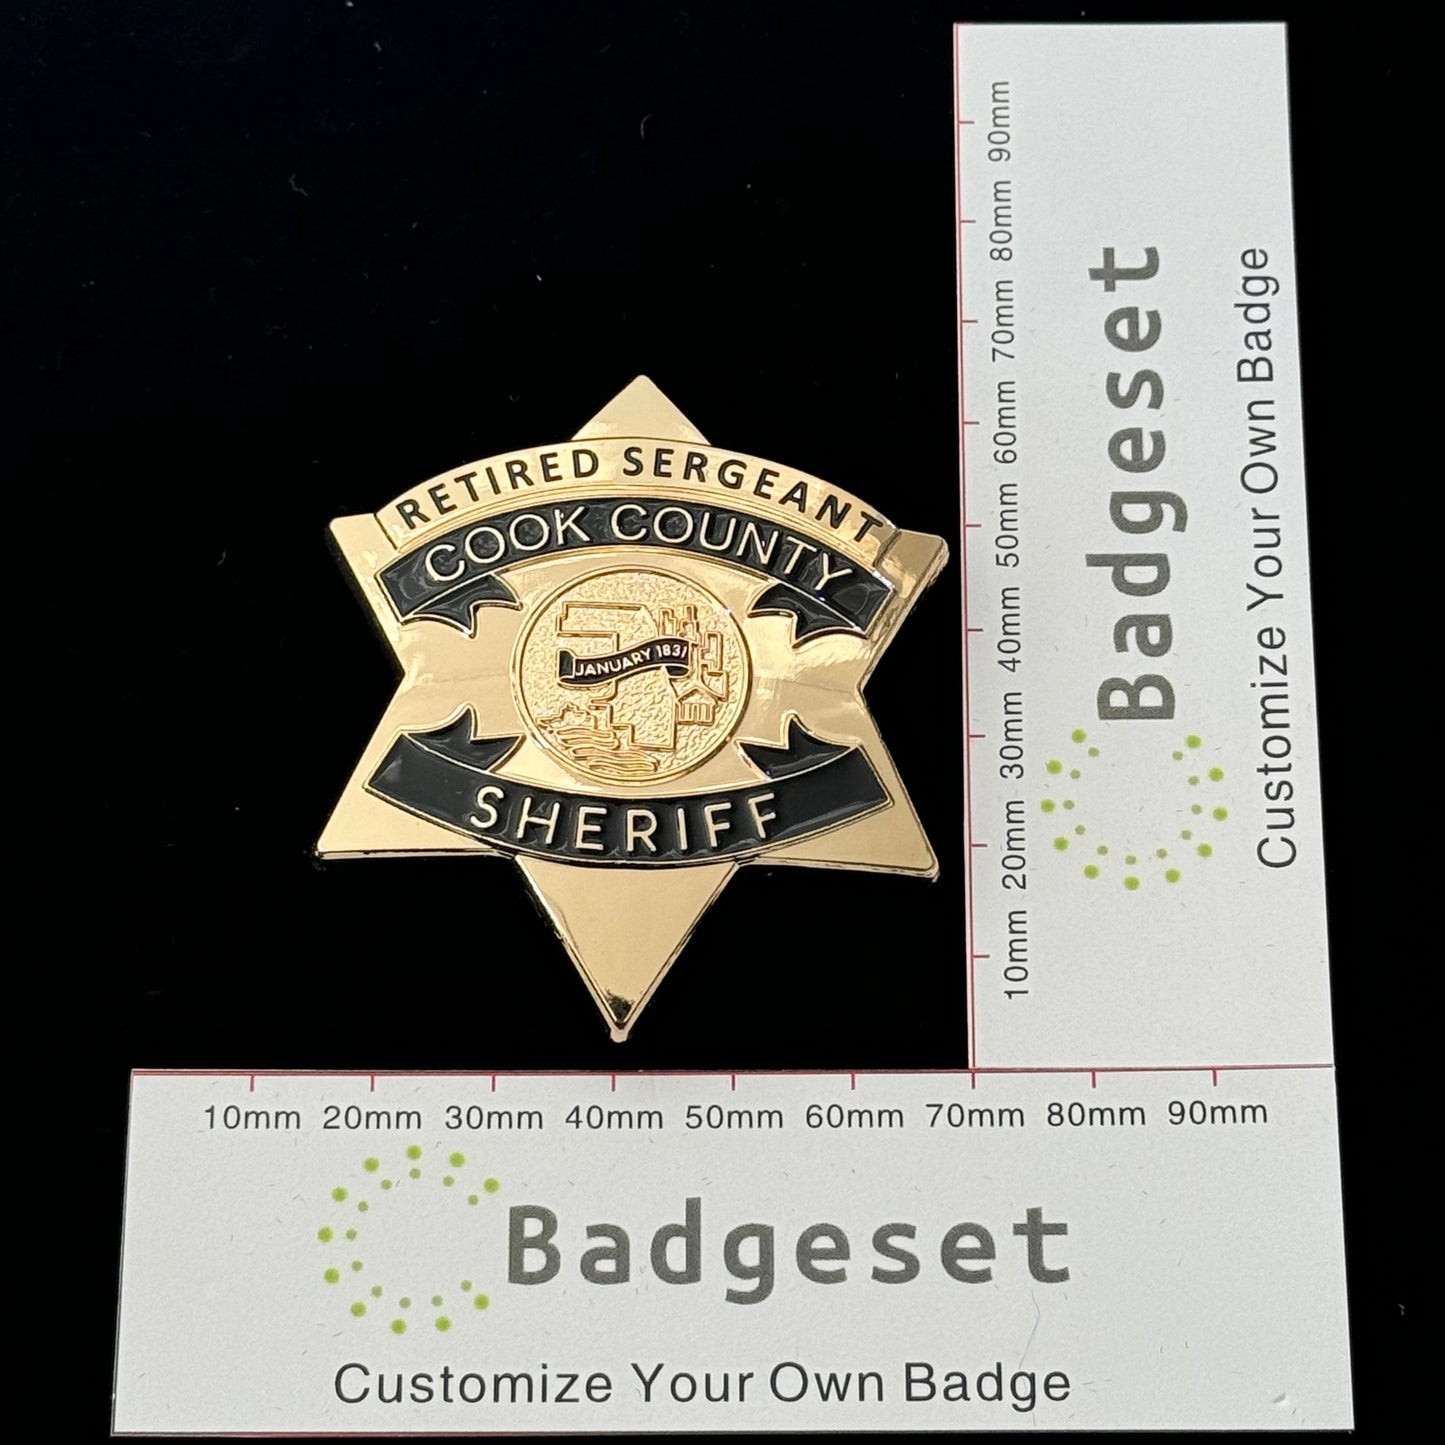 RETIRED SERGEANT
COOK COUNTY
JANUARY 1831
SHERIFF
90mm
80mm
70mm
60mm
50mm
40mm
30mm
20mm
10mm
Badgeset
Customize Your Own Badge
10mm 20mm 30mm 40mm 50mm 60mm 70mm 80mm 90mm
Badgeset
Customize Your Own Badge